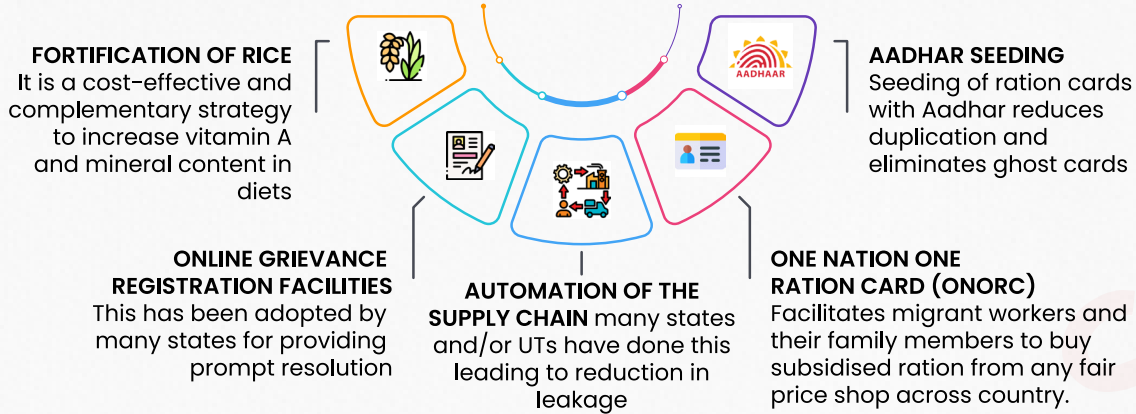 FORTIFICATION OF RICE
It is a cost-effective and
complementary strategy
to increase vitamin A
and mineral content in
diets
ONLINE GRIEVANCE
REGISTRATION FACILITIES
This has been adopted by
many states for providing
prompt resolution
AUTOMATION OF THE
SUPPLY CHAIN many states
and/or UTs have done this
leading to reduction in
leakage
ONE NATION ONE
RATION CARD (ONORC)
Facilitates migrant workers and
their family members to buy
subsidised ration from any fair
price shop across country.
AADHAAR
AADHAR SEEDING
Seeding of ration cards
with Aadhar reduces
duplication and
eliminates ghost cards